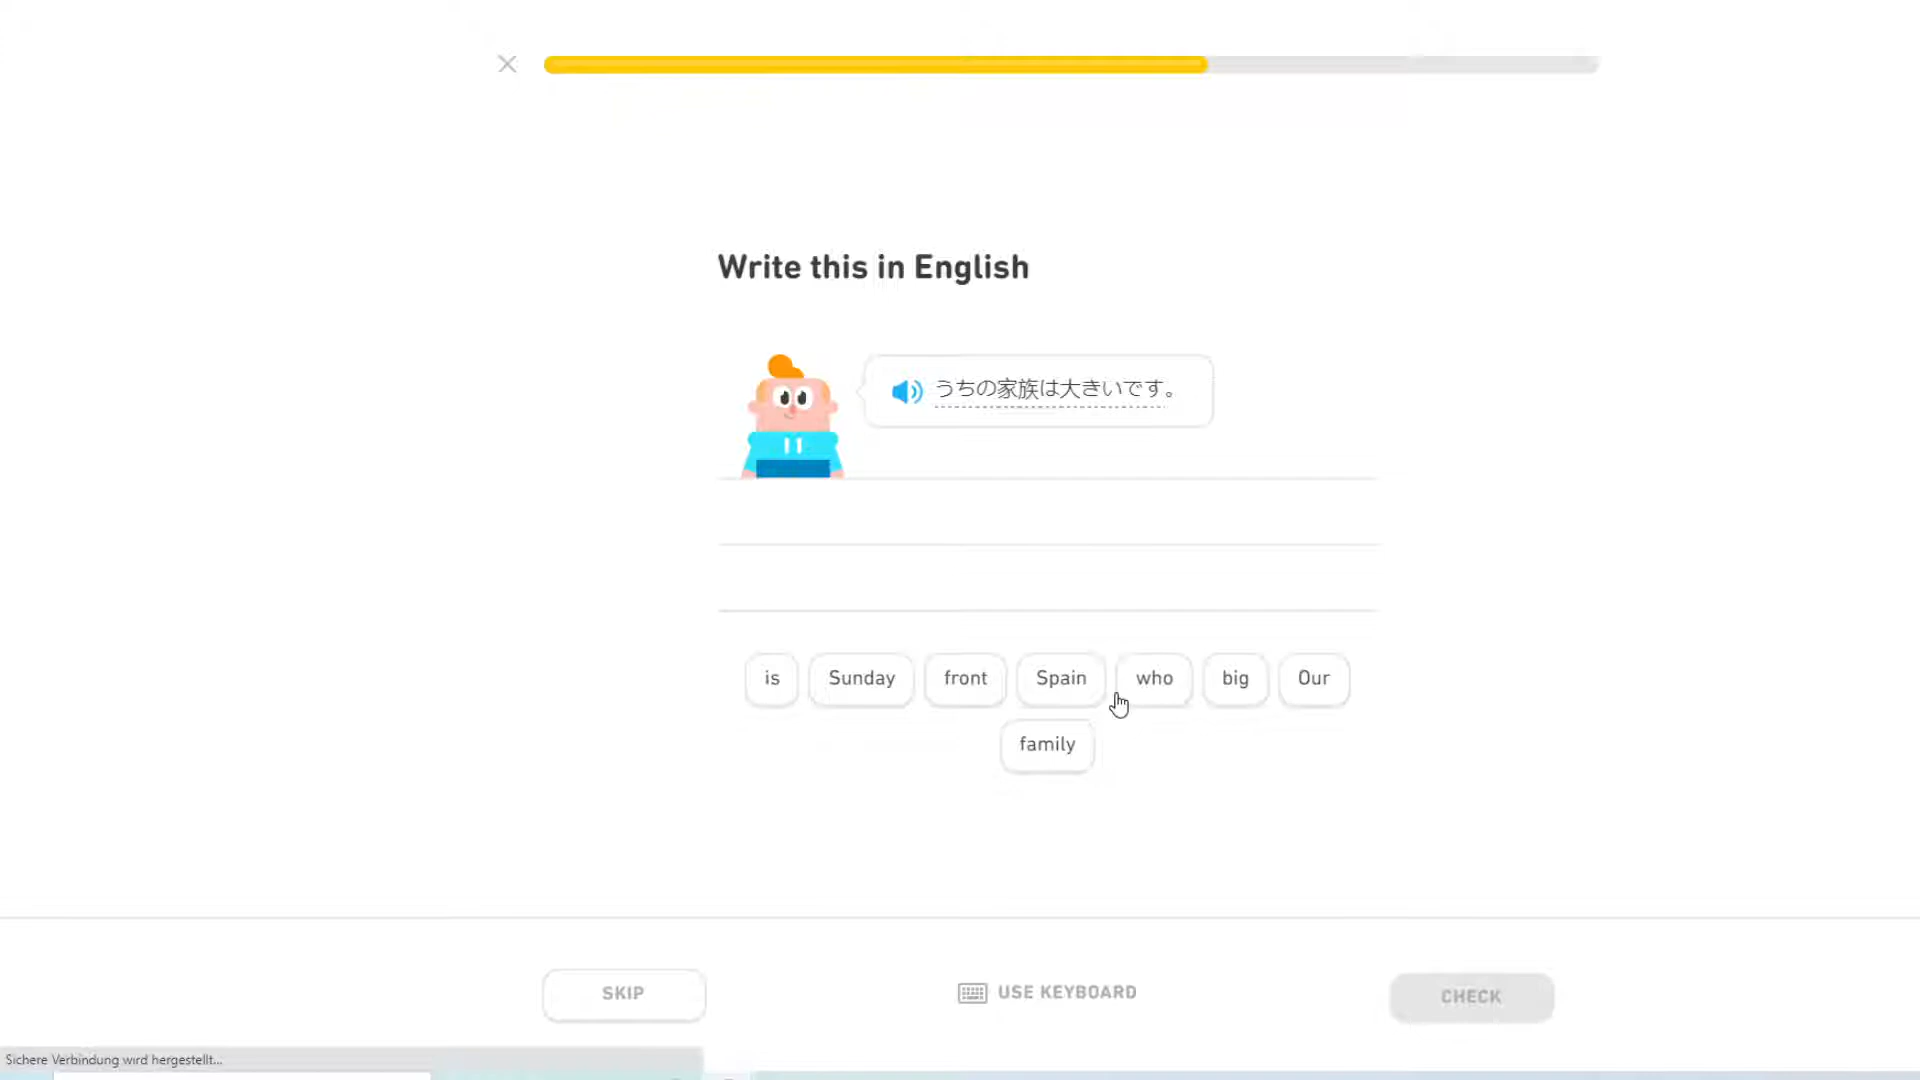 Write this in English
うちの家族は大きいです。
is Sunday front Spain who big Our
family
SKIP
USE KEYBOARD
CHECK
Sichere Verbindung wird hergestellt...